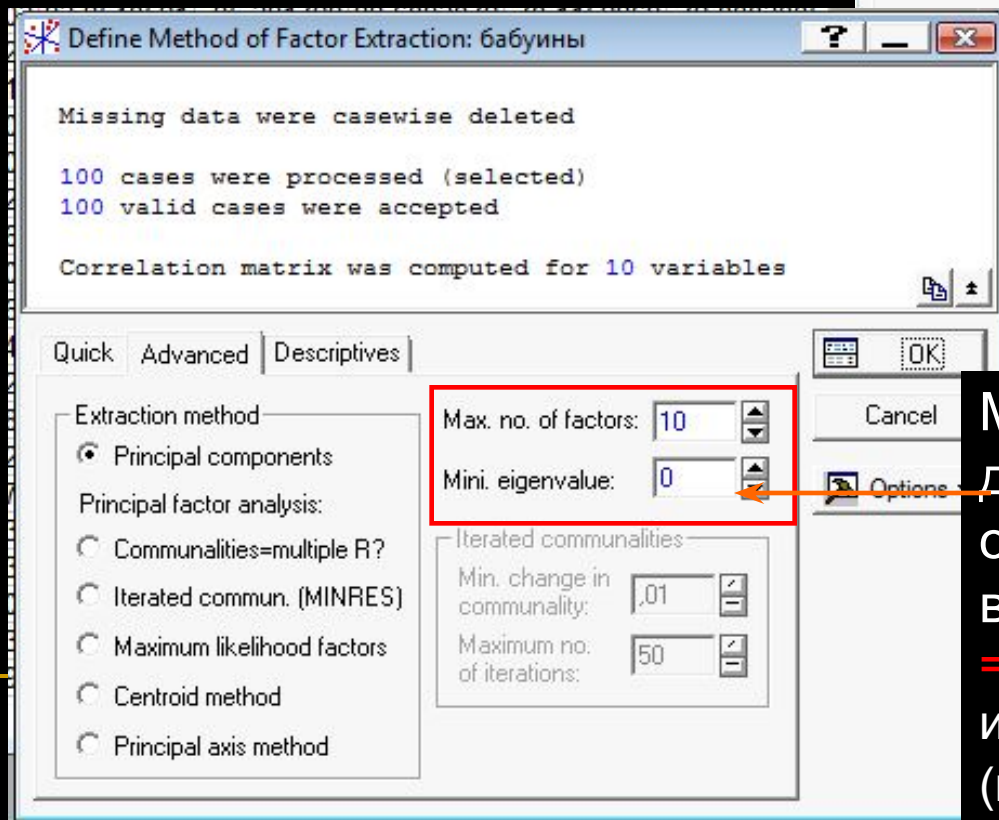 Define Method of Factor Extraction: бабуины
Missing data were casewise deleted
100 cases were processed (selected)
100 valid cases were accepted
Correlation matrix was computed for 10 variables
Quick Advanced Descriptives
OK
Cancel
Options
Extraction method
Principal components
Principal factor analysis:
Communalities=multiple R?
Iterated commun. (MINRES)
Maximum likelihood factors
Centroid method
Principal axis method
Max. no. of factors: 10
Mini. eigenvalue: 0
Iterated communalities
Min. change in
communality: ,01
Maximum no.
of iterations: 50